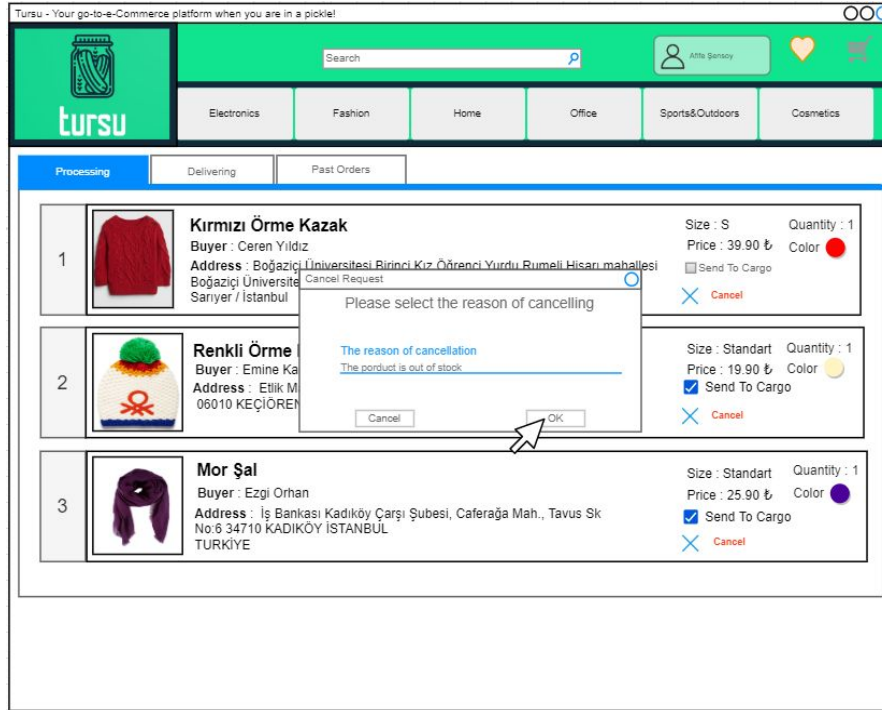 Tursu - Your go-to-e-Commerce platform when you are in a pickle!
Search
Afife Şensoy
tursu
Electronics
Fashion
Home
Office
Sports&Outdoors
Cosmetics
Processing
Delivering
Past Orders
1
Kırmızı Örme Kazak
Buyer : Ceren Yıldız
Address : Boğaziçi Üniversitesi Birinci Kız Öğrenci Yurdu Rumeli Hisarı mahallesi
Boğaziçi Üniversite
Sarıyer / İstanbul
Size : S
Quantity : 1
Price : 39.90 ₺
Color
Send To Cargo
Cancel
Cancel Request
Please select the reason of cancelling
The reason of cancellation
The porduct is out of stock
Cancel
OK
2
Renkli Örme
Buyer : Emine Ka
Address : Etlik M
06010 KEÇİÖREN
Size : Standart
Quantity : 1
Price : 19.90 ₺
Color
Send To Cargo
Cancel
3
Mor Şal
Buyer : Ezgi Orhan
Address : İş Bankası Kadıköy Çarşı Şubesi, Caferağa Mah., Tavus Sk
No:6 34710 KADIKÖY İSTANBUL
TURKİYE
Size : Standart
Quantity : 1
Price : 25.90 ₺
Color
Send To Cargo
Cancel